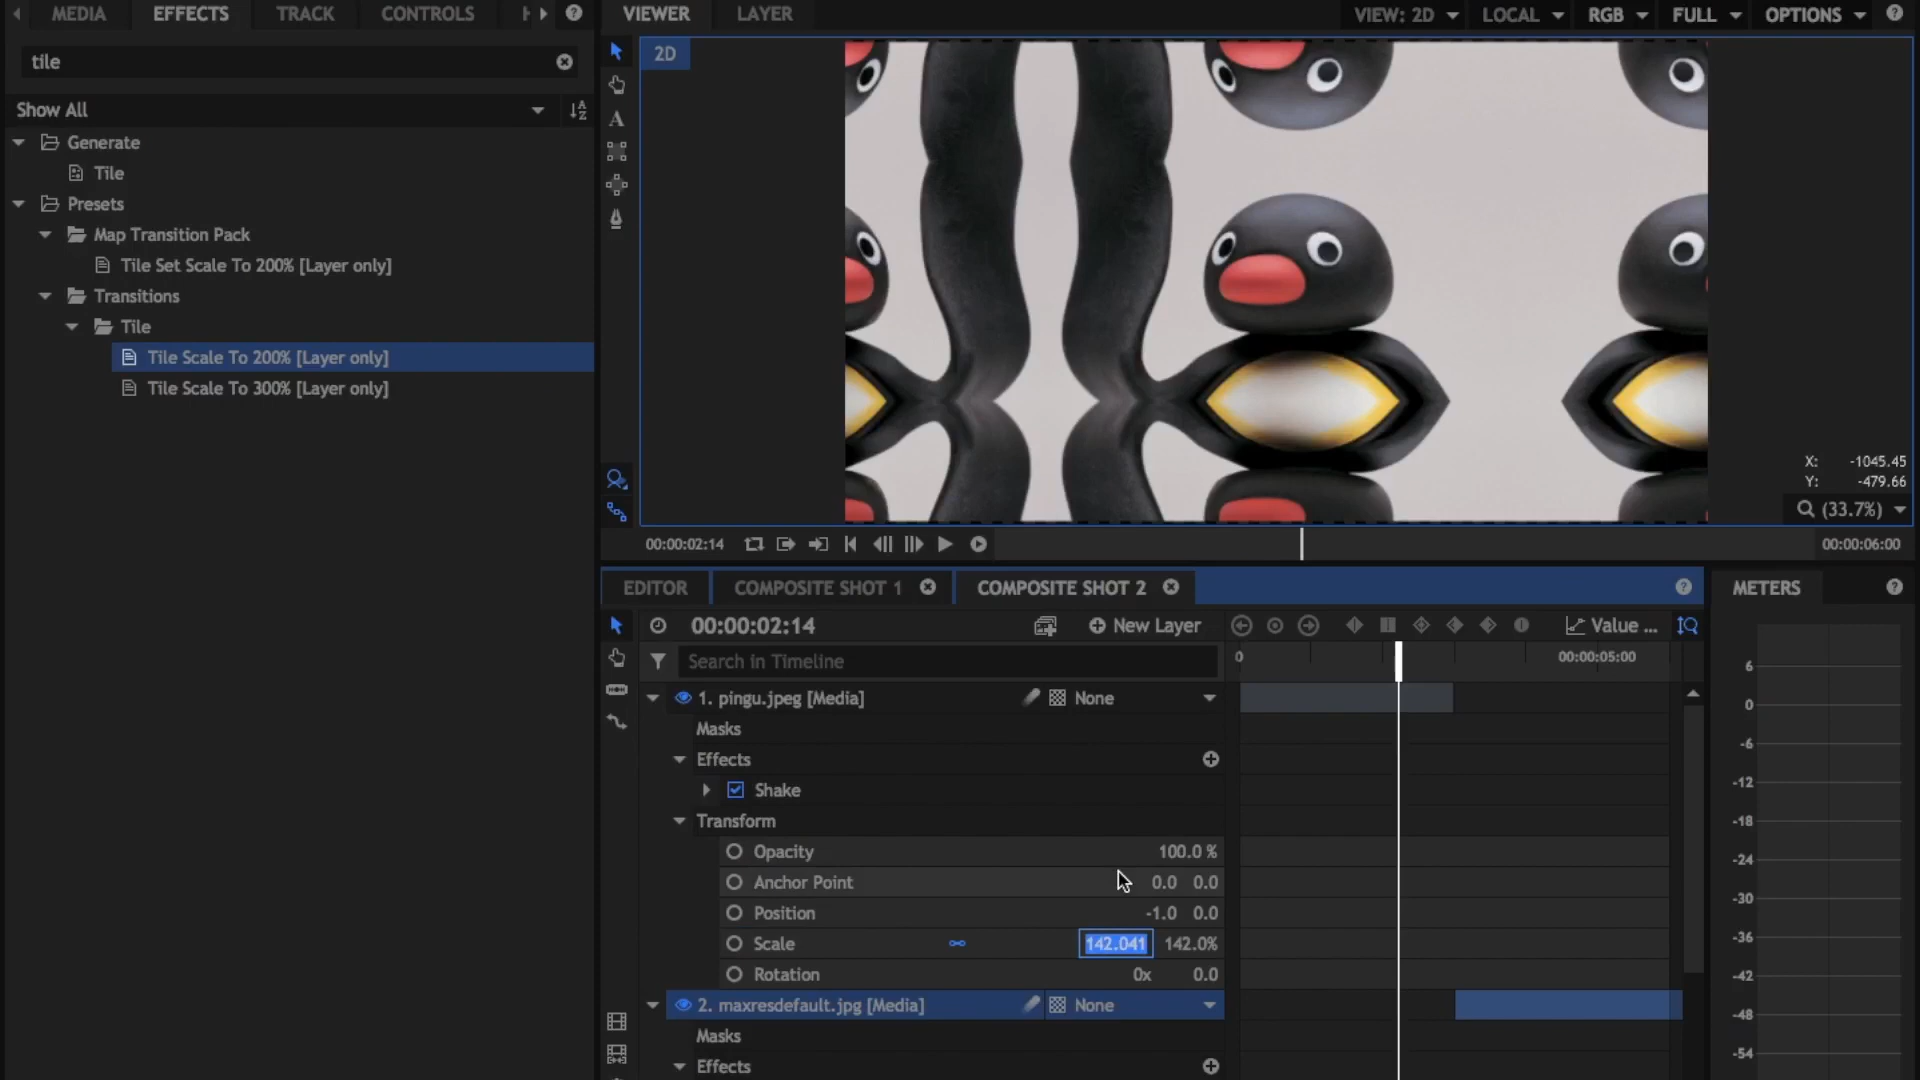 MEDIA EFFECTS TRACK CONTROLS
VIEWER LAYER
VIEW: 2D LOCAL RGB FULL OPTIONS
tile
Show All
Generate
Tile
Presets
Map Transition Pack
Tile Set Scale To 200% [Layer only]
Transitions
Tile
Tile Scale To 200% [Layer only]
Tile Scale To 300% [Layer only]
2D
X: -1045.45
Y: -479.66
(33.7%)
00:00:02:14
00:00:06:00
EDITOR COMPOSITE SHOT 1 COMPOSITE SHOT 2
METERS
00:00:02:14 New Layer Value ...
Search in Timeline
0 00:00:05:00
1. pingu.jpeg [Media] None
Masks
Effects
Shake
Transform
Opacity 100.0 %
Anchor Point 0.0 0.0
Position -1.0 0.0
Scale 142.041 142.0%
Rotation 0x 0.0
2. maxresdefault.jpg [Media] None
Masks
Effects
6
0
-6
-12
-18
-24
-30
-36
-42
-48
-54